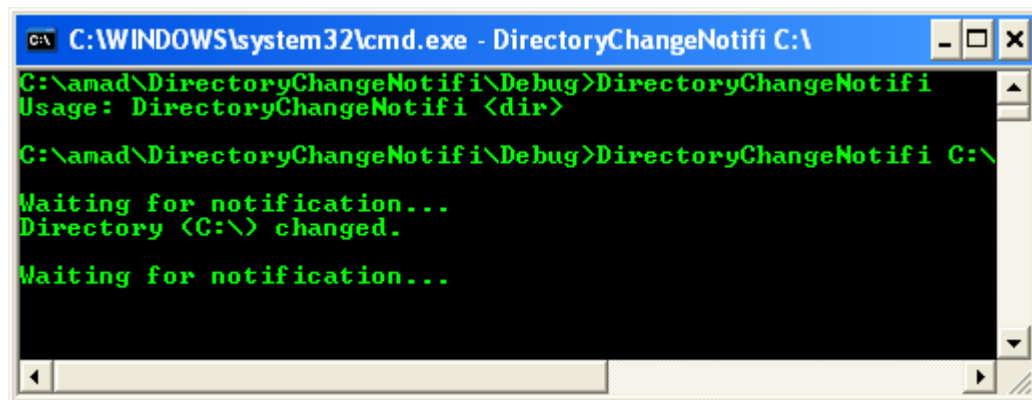 C:\WINDOWS\system32\cmd.exe - DirectoryChangeNotifi C:\
C:\amad\DirectoryChangeNotifi\Debug>DirectoryChangeNotifi
Usage: DirectoryChangeNotifi <dir>
C:\amad\DirectoryChangeNotifi\Debug>DirectoryChangeNotifi C:\
Waiting for notification...
Directory (C:\) changed.
Waiting for notification...